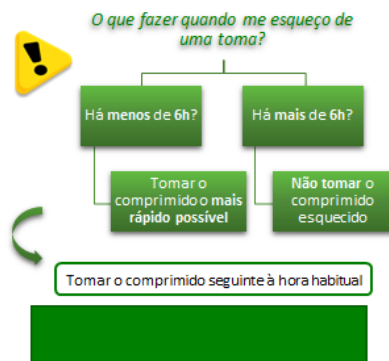 O que fazer quando me esqueço de
uma toma?
Há menos de 6h?
Há mais de 6h?
Tomar o
comprimido o mais
rápido possível
Não tomar o
comprimido
esquecido
Tomar o comprimido seguinte à hora habitual